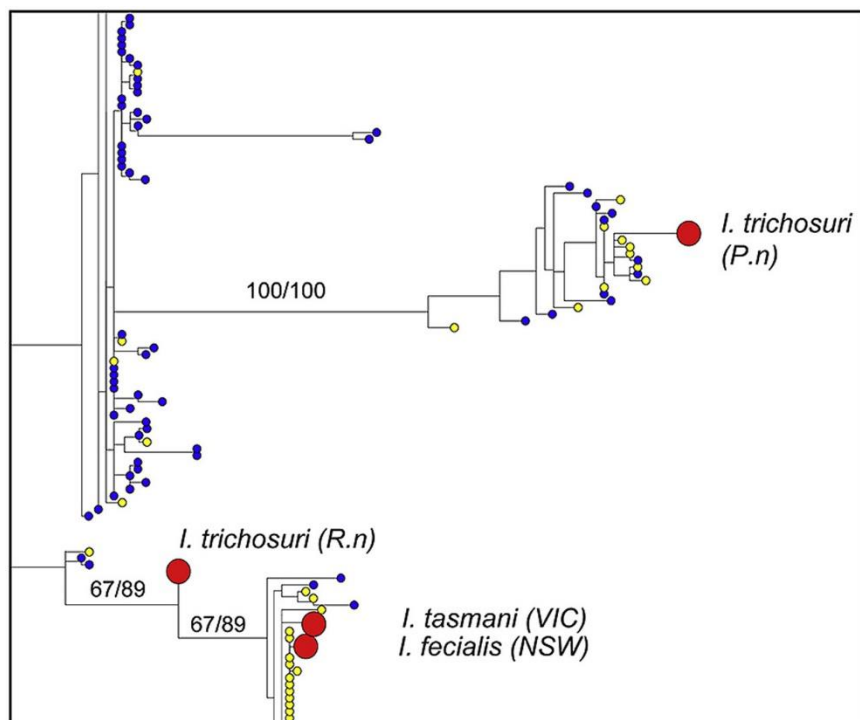 I. trichosuri
(P.n)
100/100
I. trichosuri (R.n)
67/89
67/89
I. tasmani (VIC)
I. fecialis (NSW)